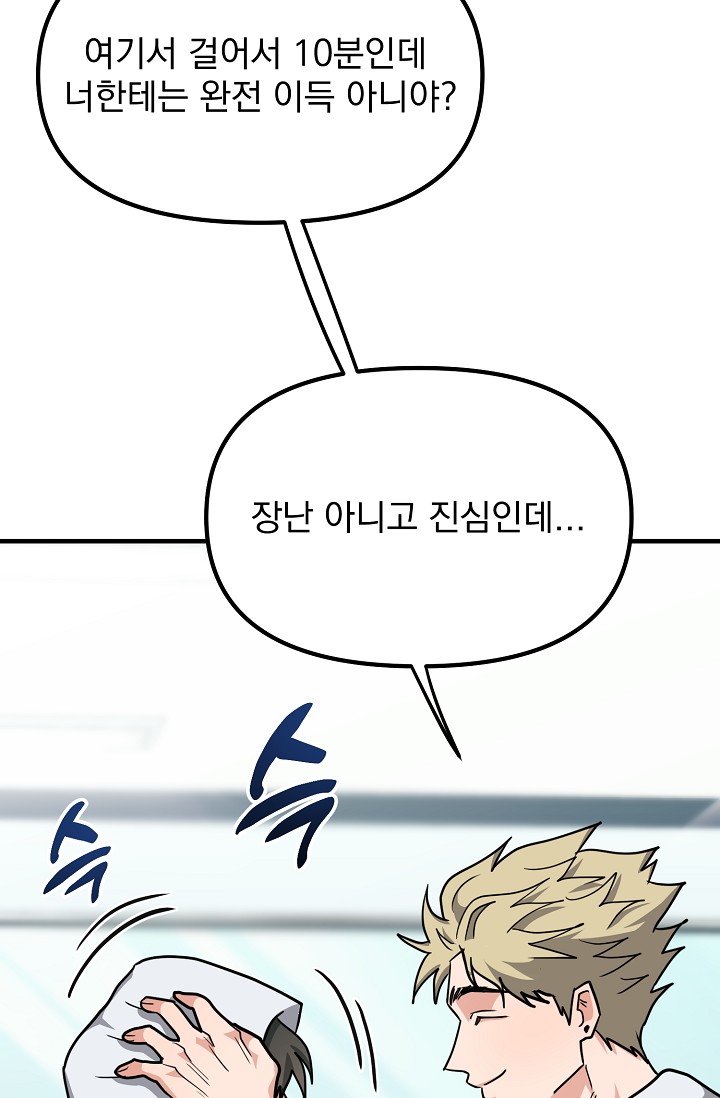 여기서 걸어서 10분인데
너한테는 완전 이득 아니야?
장난 아니고 진심인데...
슥
슥